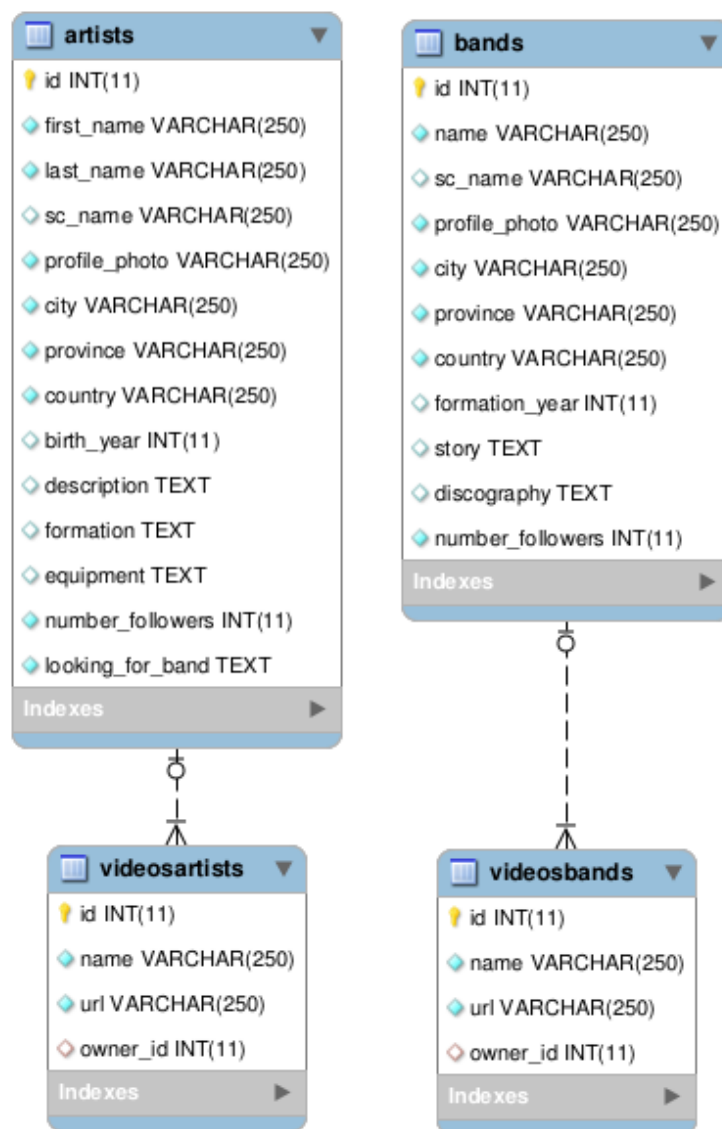 artists
id INT(11)
first_name VARCHAR(250)
last_name VARCHAR(250)
sc_name VARCHAR(250)
profile_photo VARCHAR(250)
city VARCHAR(250)
province VARCHAR(250)
country VARCHAR(250)
birth_year INT(11)
description TEXT
formation TEXT
equipment TEXT
number_followers INT(11)
looking_for_band TEXT
Indexes
bands
id INT(11)
name VARCHAR(250)
sc_name VARCHAR(250)
profile_photo VARCHAR(250)
city VARCHAR(250)
province VARCHAR(250)
country VARCHAR(250)
formation_year INT(11)
story TEXT
discography TEXT
number_followers INT(11)
Indexes
videosartists
id INT(11)
name VARCHAR(250)
url VARCHAR(250)
owner_id INT(11)
Indexes
videosbands
id INT(11)
name VARCHAR(250)
url VARCHAR(250)
owner_id INT(11)
Indexes